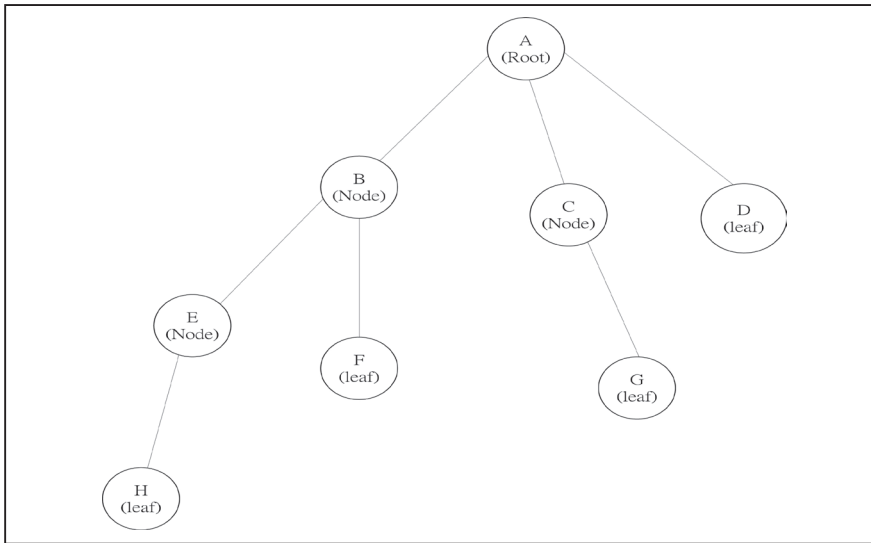 A
(Root)
B
(Node)
C
(Node)
D
(leaf)
E
(Node)
F
(leaf)
G
(leaf)
H
(leaf)